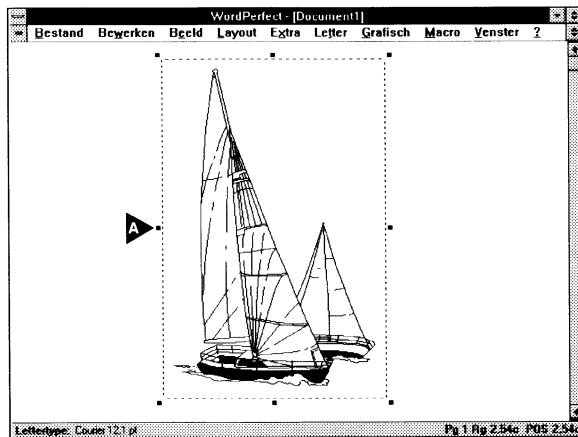 WordPerfect - [Document1]
Bestand Bewerken Beeld Layout Extra Letter Grafisch Macro Venster ?
A
Lettertype: Courier 12,1 pt Pg 1 Rg 2,54c POS 2,54c